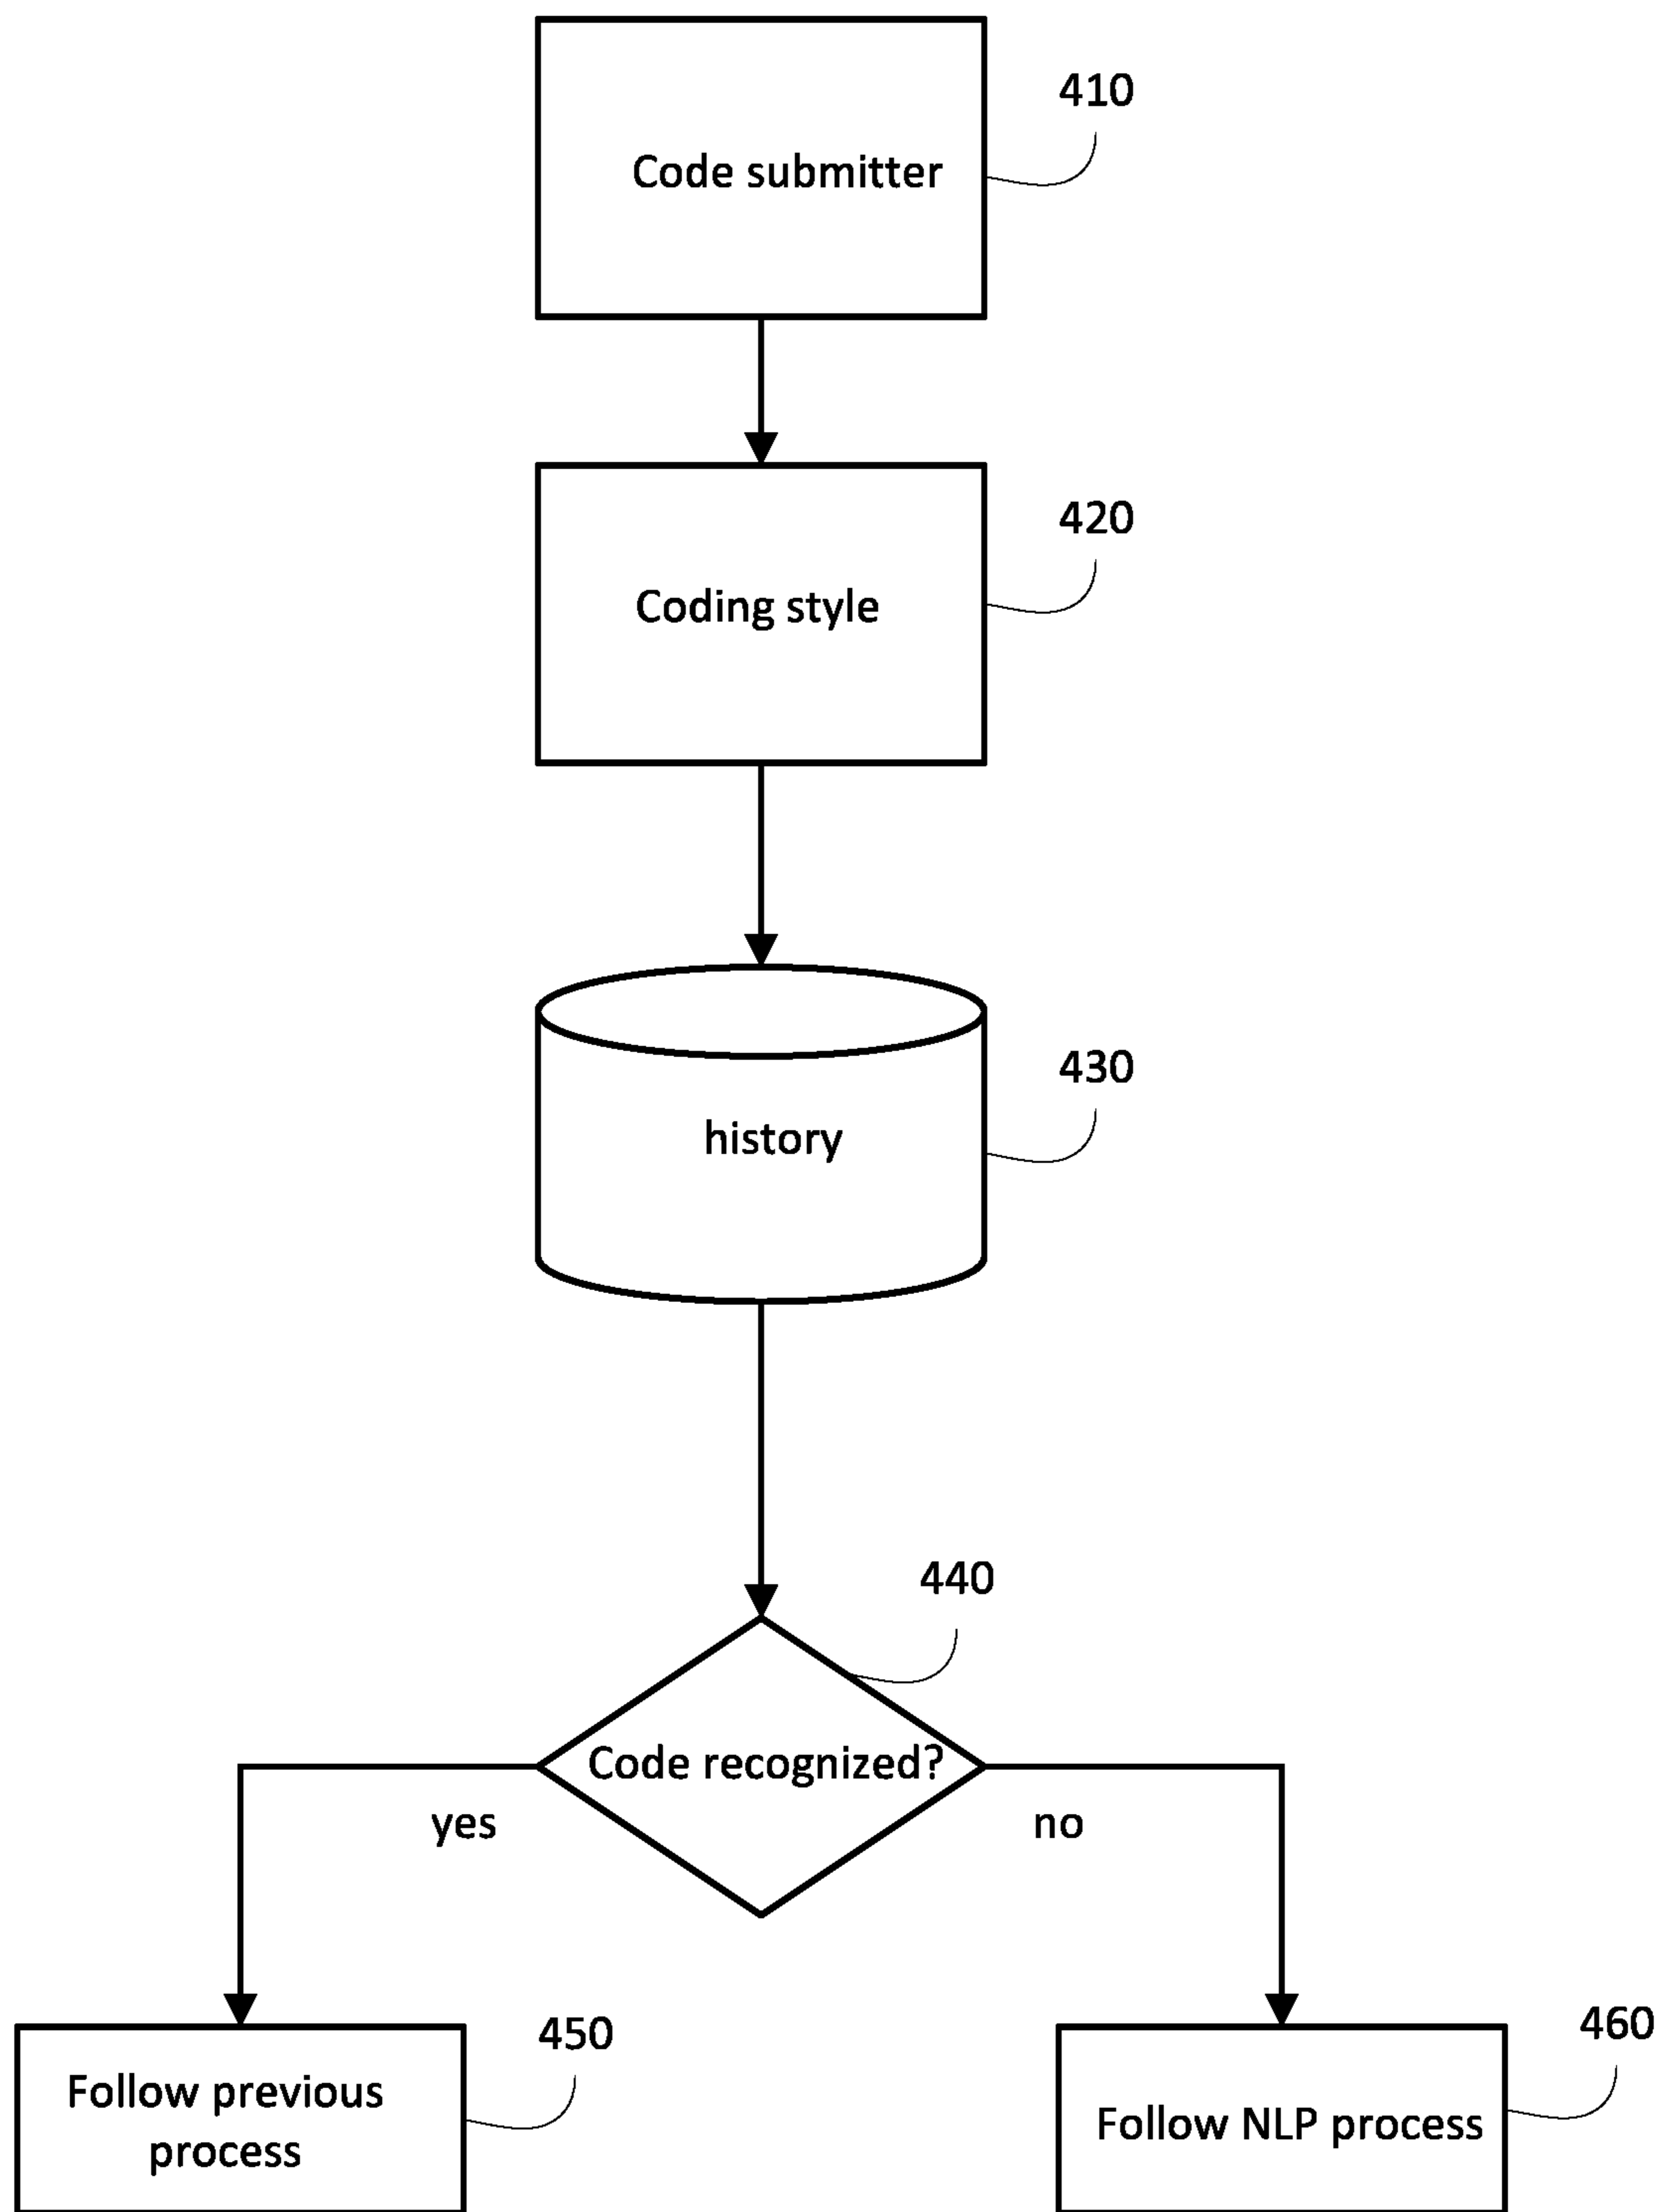 410
Code submitter
420
Coding style
430
history
440
Code recognized?
yes
no
450
Follow previous
process
460
Follow NLP process